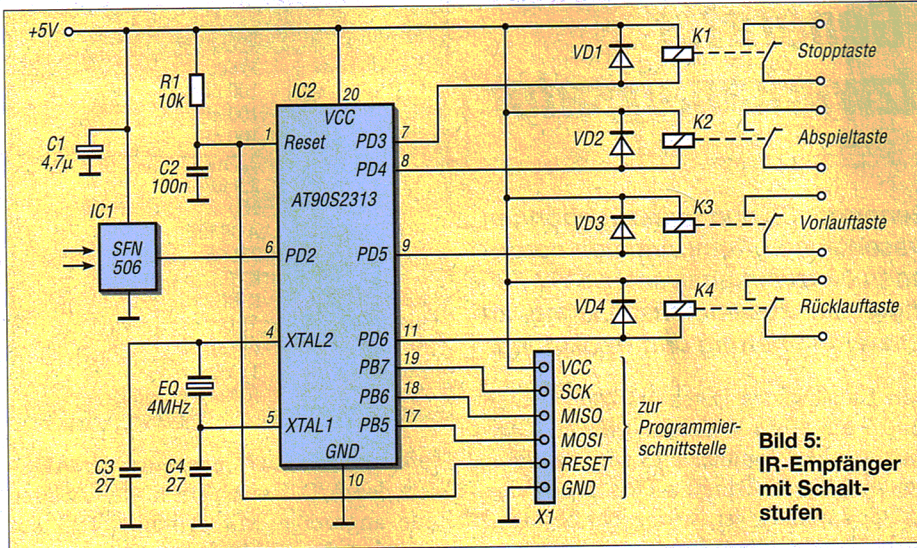 +5V
R1
10k
C1
4,7µ
C2
100n
IC1
SFN
506
IC2
20
VCC
1
Reset
AT90S2313
6
PD2
4
XTAL2
5
XTAL1
GND
10
PD3
7
PD4
8
PD5
9
PD6
11
PB7
19
PB6
18
PB5
17
EQ
4MHz
C3
27
C4
27
VD1
K1
Stopptaste
VD2
K2
Abspieltaste
VD3
K3
Vorlauftaste
VD4
K4
Rücklauftaste
VCC
SCK
MISO
MOSI
RESET
GND
X1
zur
Programmier-
schnittstelle
Bild 5:
IR-Empfänger
mit Schalt-
stufen